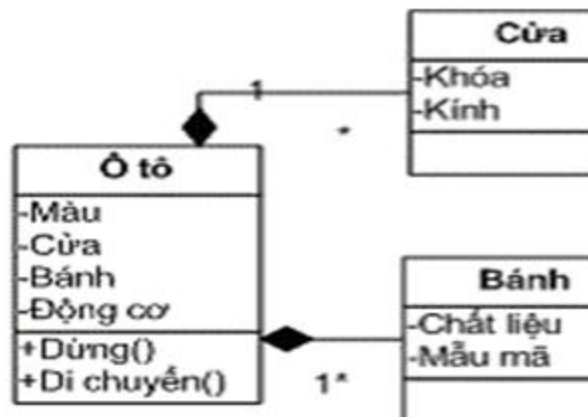 Cửa
-Khóa
-Kính
1
*
Ô tô
-Màu
-Cửa
-Bánh
-Động cơ
+Dừng()
+Di chuyển()
Bánh
-Chất liệu
-Mẫu mã
1*